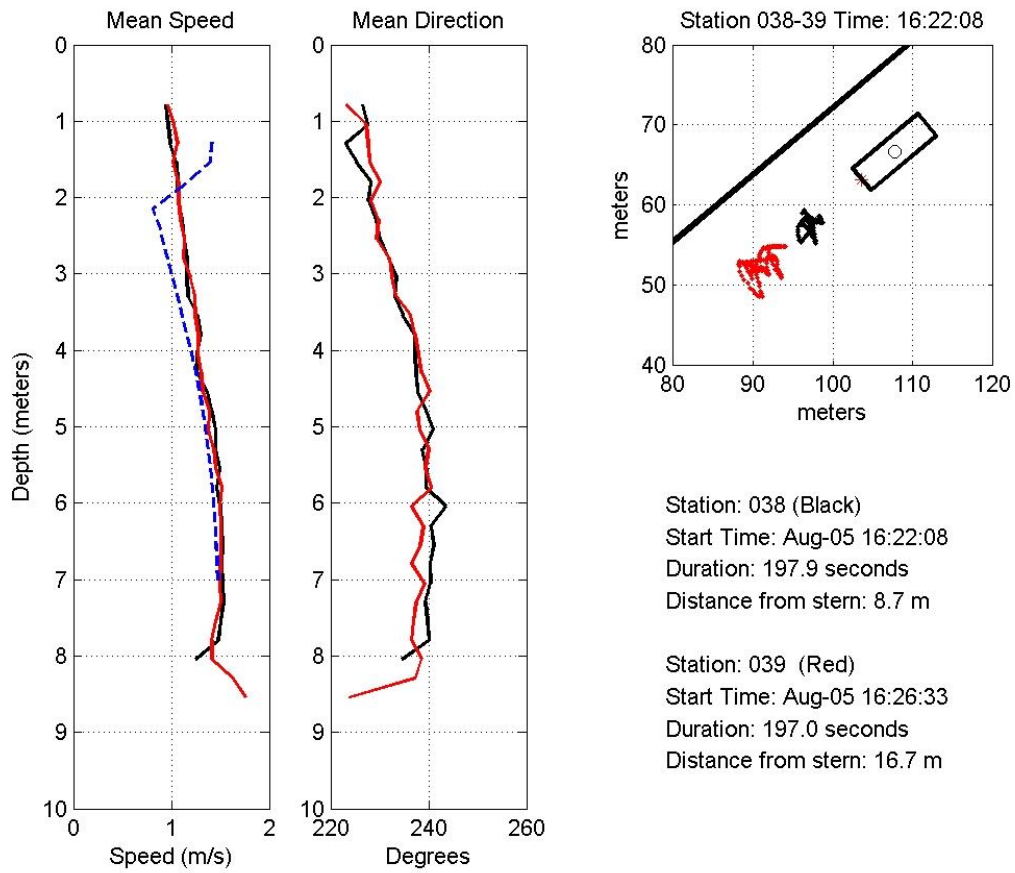 Mean Speed
0
1
2
3
4
5
6
7
8
9
10
Depth (meters)
0 1 2
Speed (m/s)
Mean Direction
0
1
2
3
4
5
6
7
8
9
10
220 240 260
Degrees
Station 038-39 Time: 16:22:08
80
70
60
50
40
meters
80 90 100 110 120
meters
Station: 038 (Black)
Start Time: Aug-05 16:22:08
Duration: 197.9 seconds
Distance from stern: 8.7 m
Station: 039 (Red)
Start Time: Aug-05 16:26:33
Duration: 197.0 seconds
Distance from stern: 16.7 m